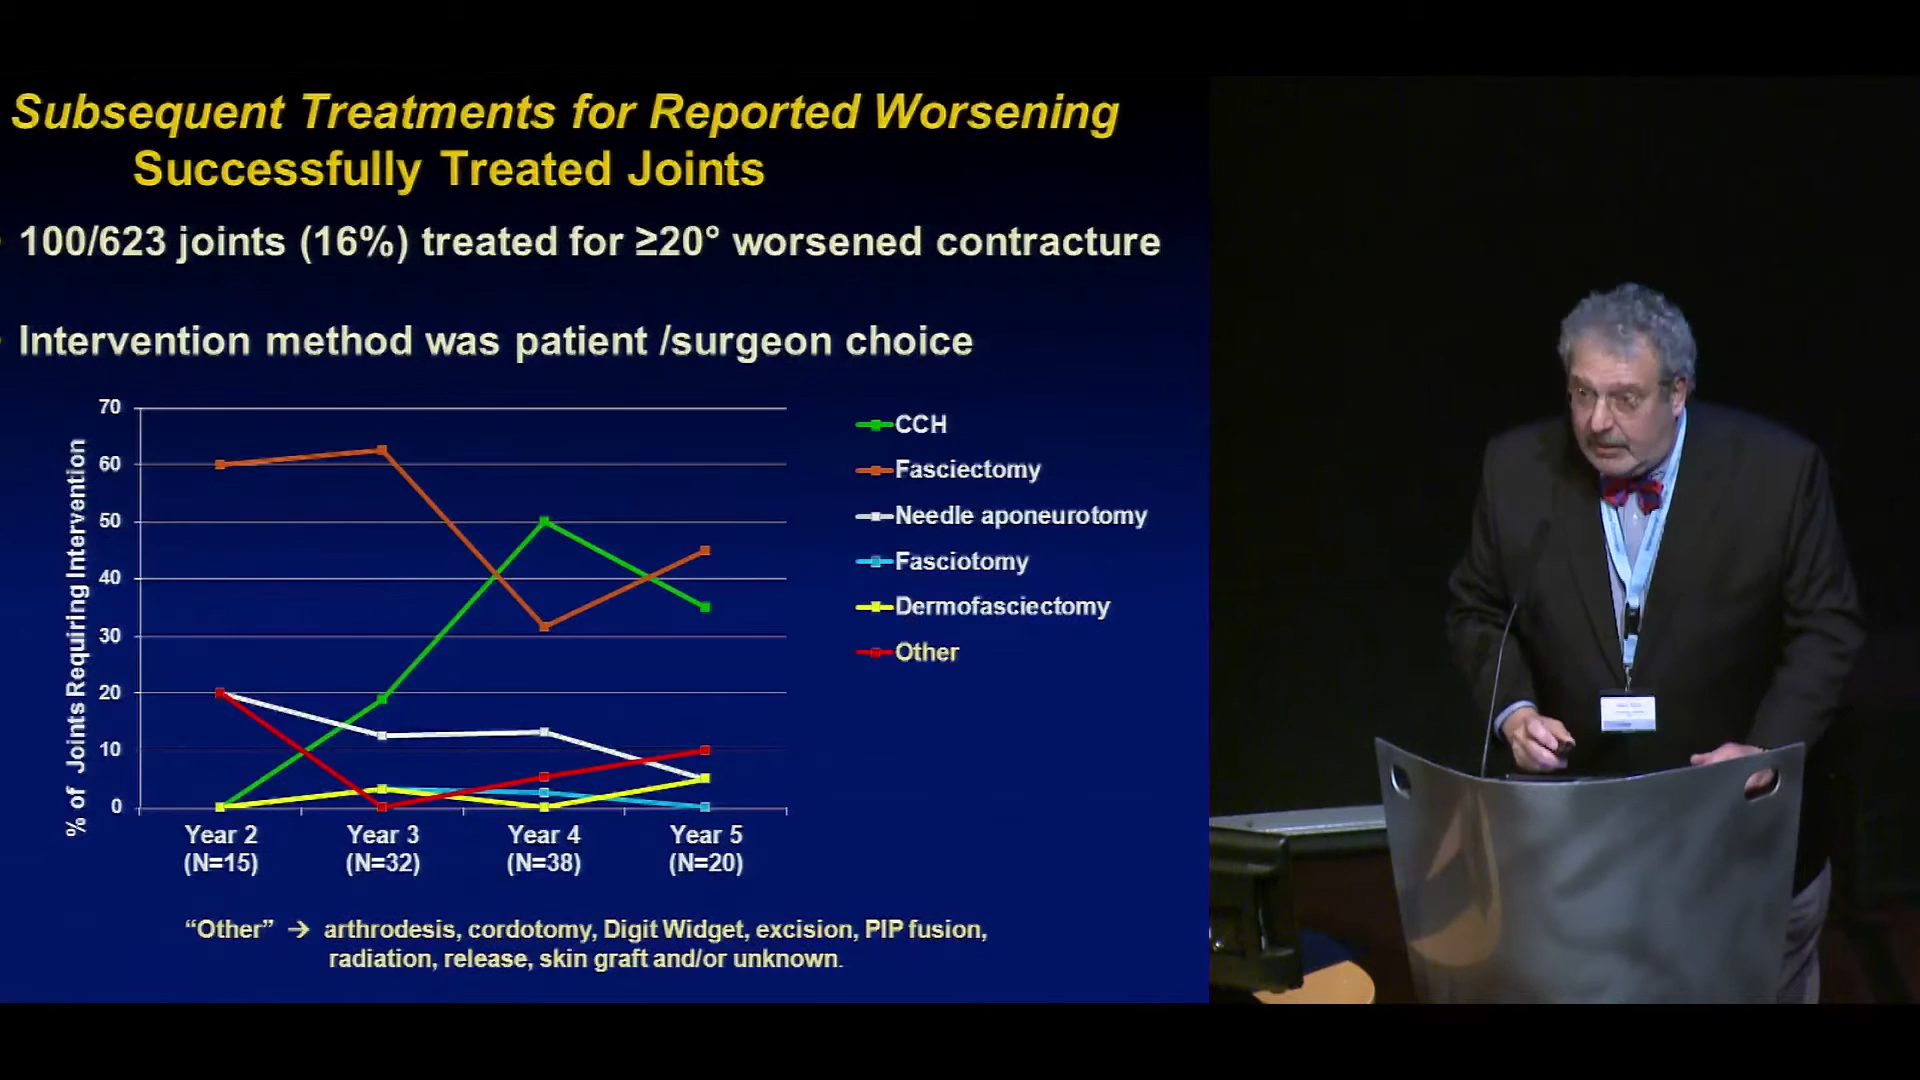 Subsequent Treatments for Reported Worsening
Successfully Treated Joints
100/623 joints (16%) treated for ≥20° worsened contracture
Intervention method was patient /surgeon choice
% of Joints Requiring Intervention
70
60
50
40
30
20
10
0
Year 2
(N=15)
Year 3
(N=32)
Year 4
(N=38)
Year 5
(N=20)
CCH
Fasciectomy
Needle aponeurotomy
Fasciotomy
Dermofasciectomy
Other
“Other” → arthrodesis, cordotomy, Digit Widget, excision, PIP fusion,
radiation, release, skin graft and/or unknown.